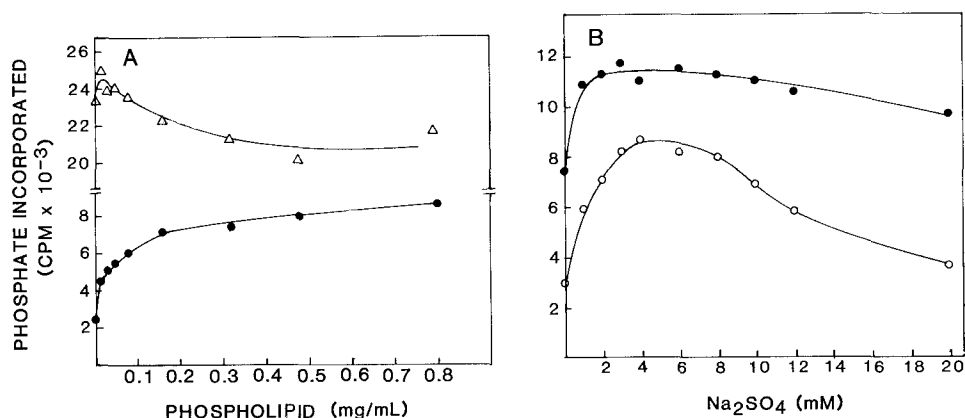 PHOSPHATE INCORPORATED
(CPM x 10⁻³)
A
26
24
22
20
8
6
4
2
0.1 0.2 0.3 0.4 0.5 0.6 0.7 0.8
PHOSPHOLIPID (mg/mL)
B
12
10
8
6
4
2
2 4 6 8 10 12 14 16 18 20
Na₂SO₄ (mM)